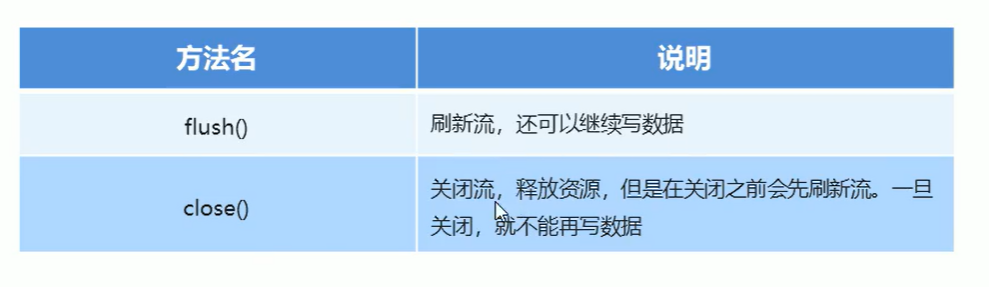 方法名 说明
flush() 刷新流，还可以继续写数据
close() 关闭流，释放资源，但是在关闭之前会先刷新流。一旦
关闭，就不能再写数据